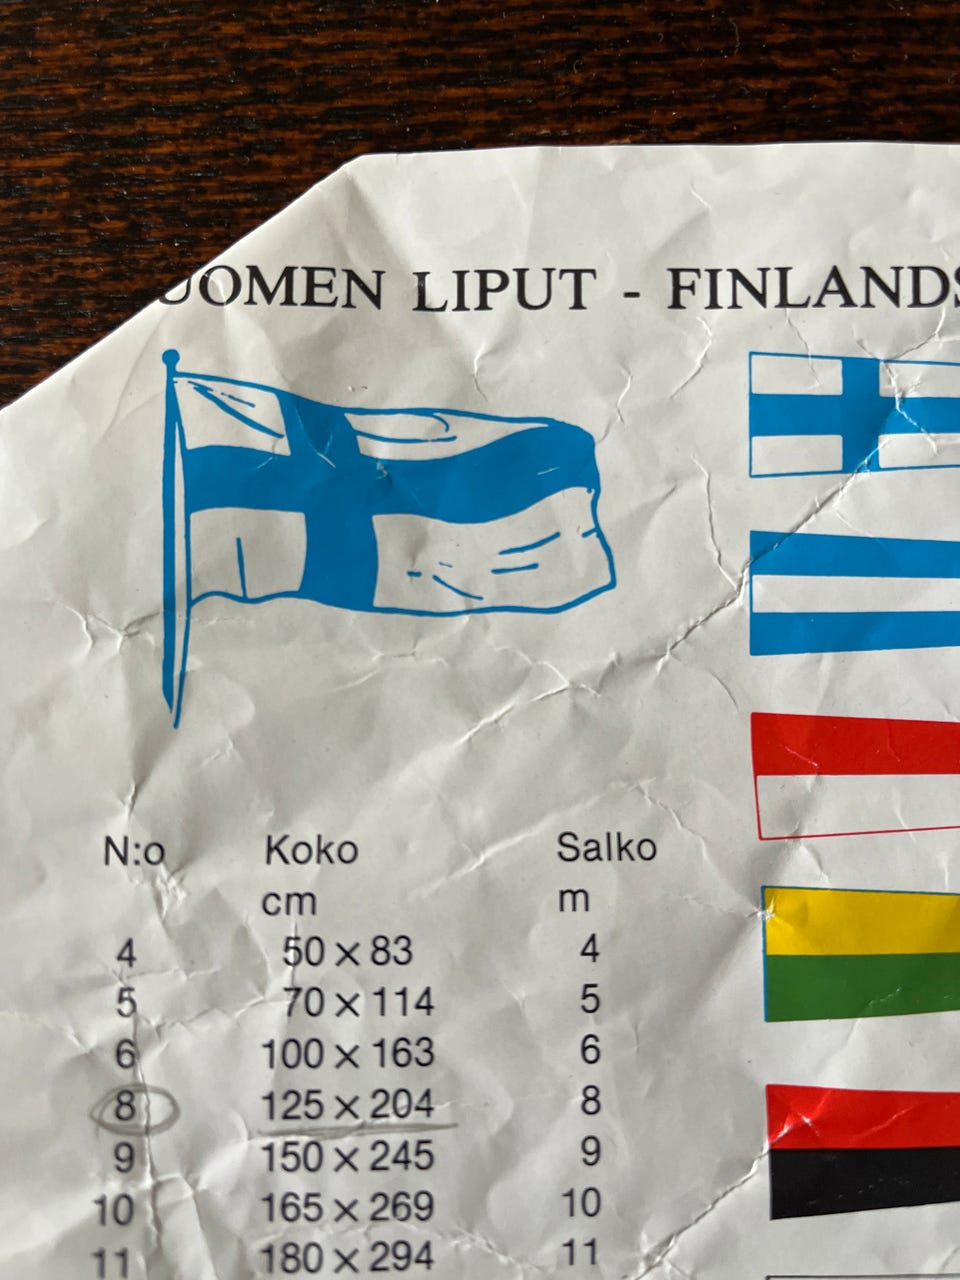 UOMEN LIPUT - FINLANDS
N:o Koko Salko
cm m
4 50 × 83 4
5 70 × 114 5
6 100 × 163 6
8 125 × 204 8
9 150 × 245 9
10 165 × 269 10
11 180 × 294 11